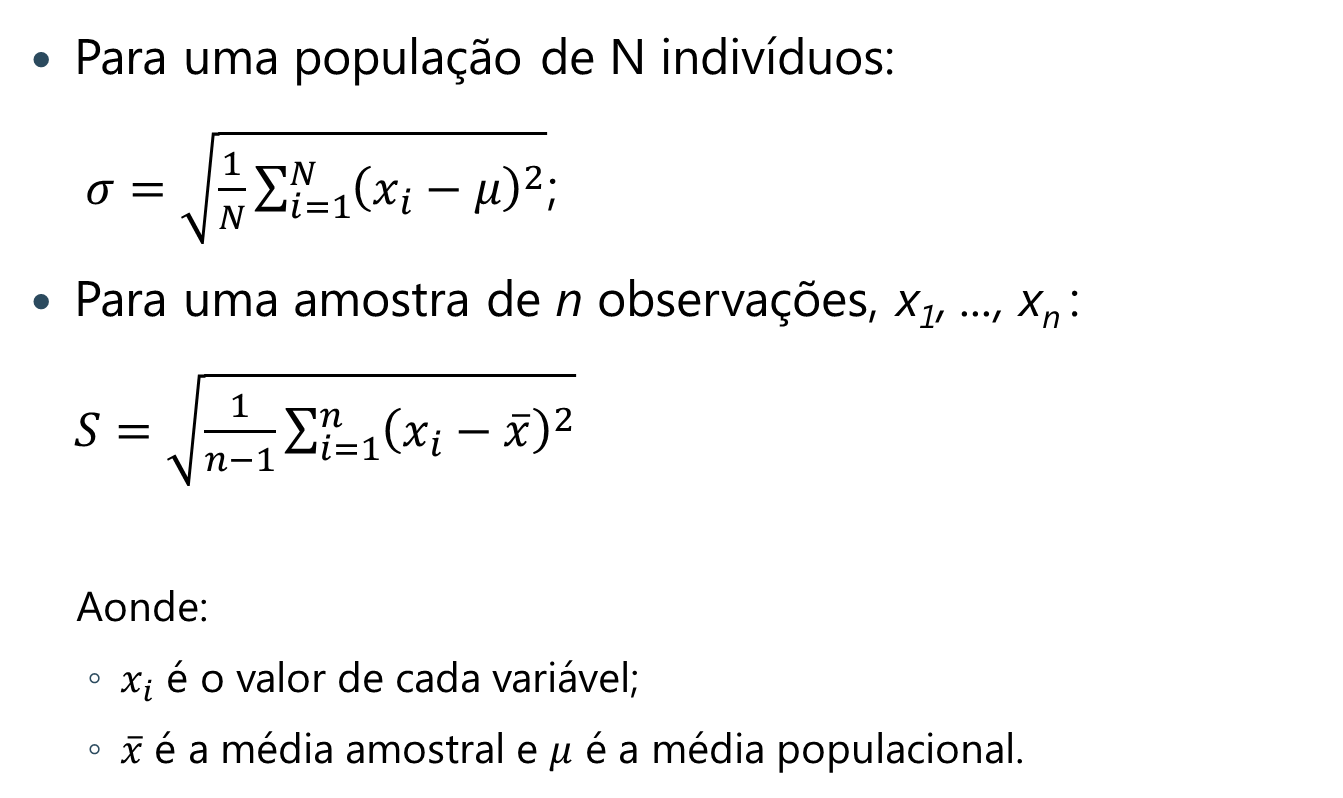 • Para uma população de N indivíduos:
σ = √(1/N ∑ᵢ₌₁ᴺ (xᵢ − μ)²);
• Para uma amostra de n observações, x₁, ..., xₙ :
S = √(1/(n−1) ∑ᵢ₌₁ⁿ (xᵢ − x̄)²)
Aonde:
◦ xᵢ é o valor de cada variável;
◦ x̄ é a média amostral e μ é a média populacional.